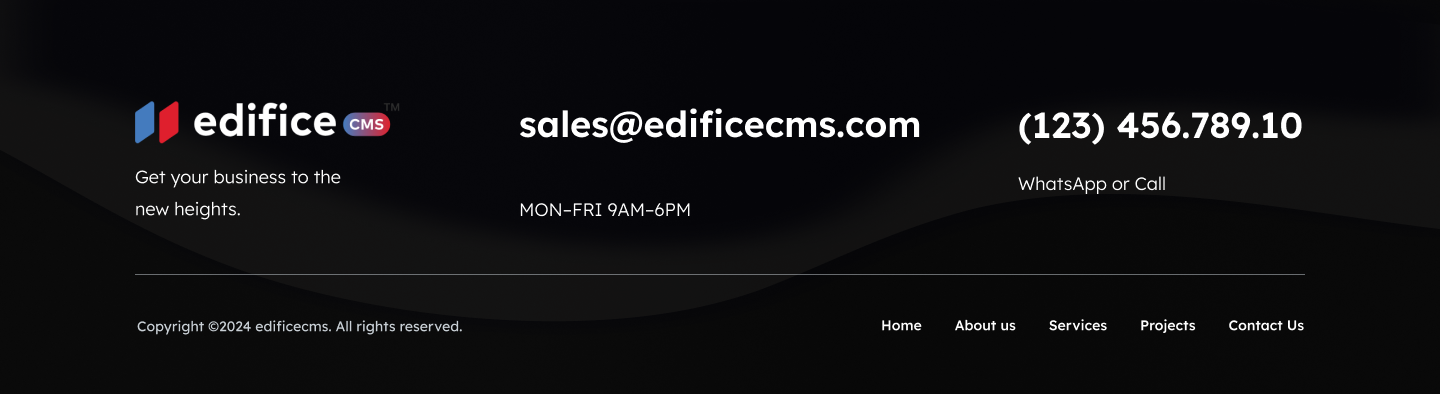 edifice CMS TM
Get your business to the
new heights.
sales@edificecms.com
MON–FRI 9AM–6PM
(123) 456.789.10
WhatsApp or Call
Copyright ©2024 edificecms. All rights reserved.
Home About us Services Projects Contact Us